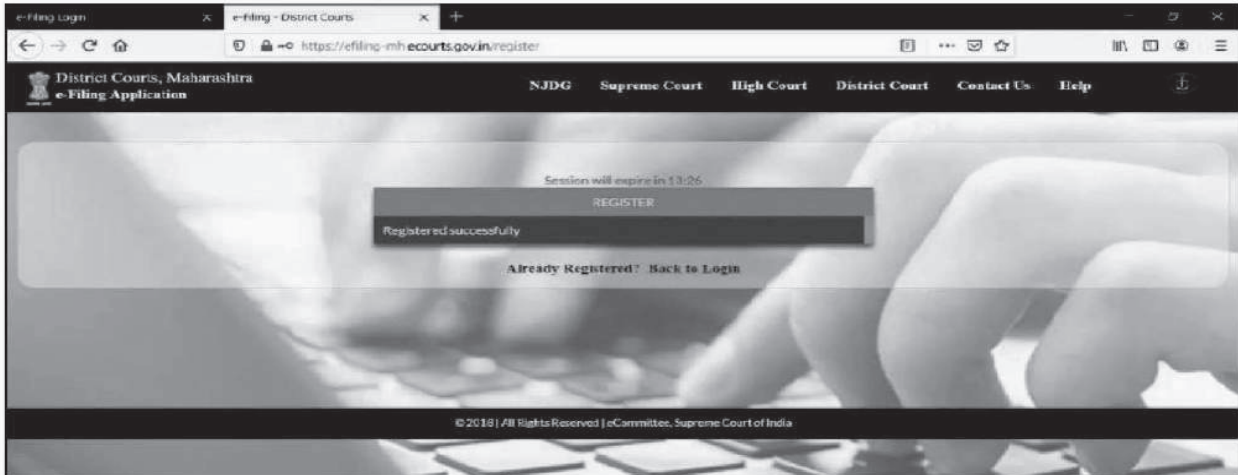 e-Filing Login
e-Filing - District Courts
https://efiling-mh.ecourts.gov.in/register
District Courts, Maharashtra
e-Filing Application
NJDG Supreme Court High Court District Court Contact Us Help
Session will expire in 13:26
REGISTER
Registered successfully
Already Registered? Back to Login
© 2018 | All Rights Reserved | eCommittee, Supreme Court of India